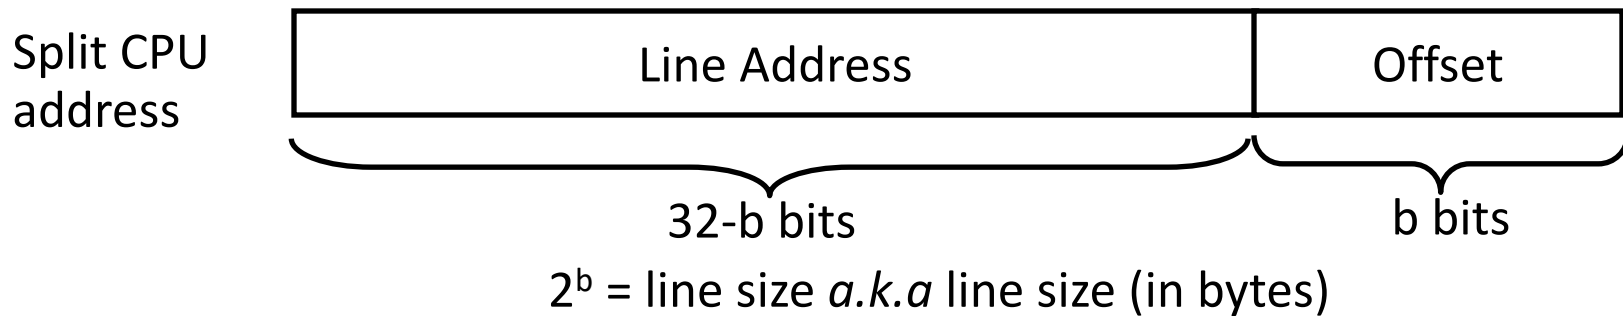 Split CPU
address
Line Address
Offset
32-b bits
b bits
2ᵇ = line size a.k.a line size (in bytes)